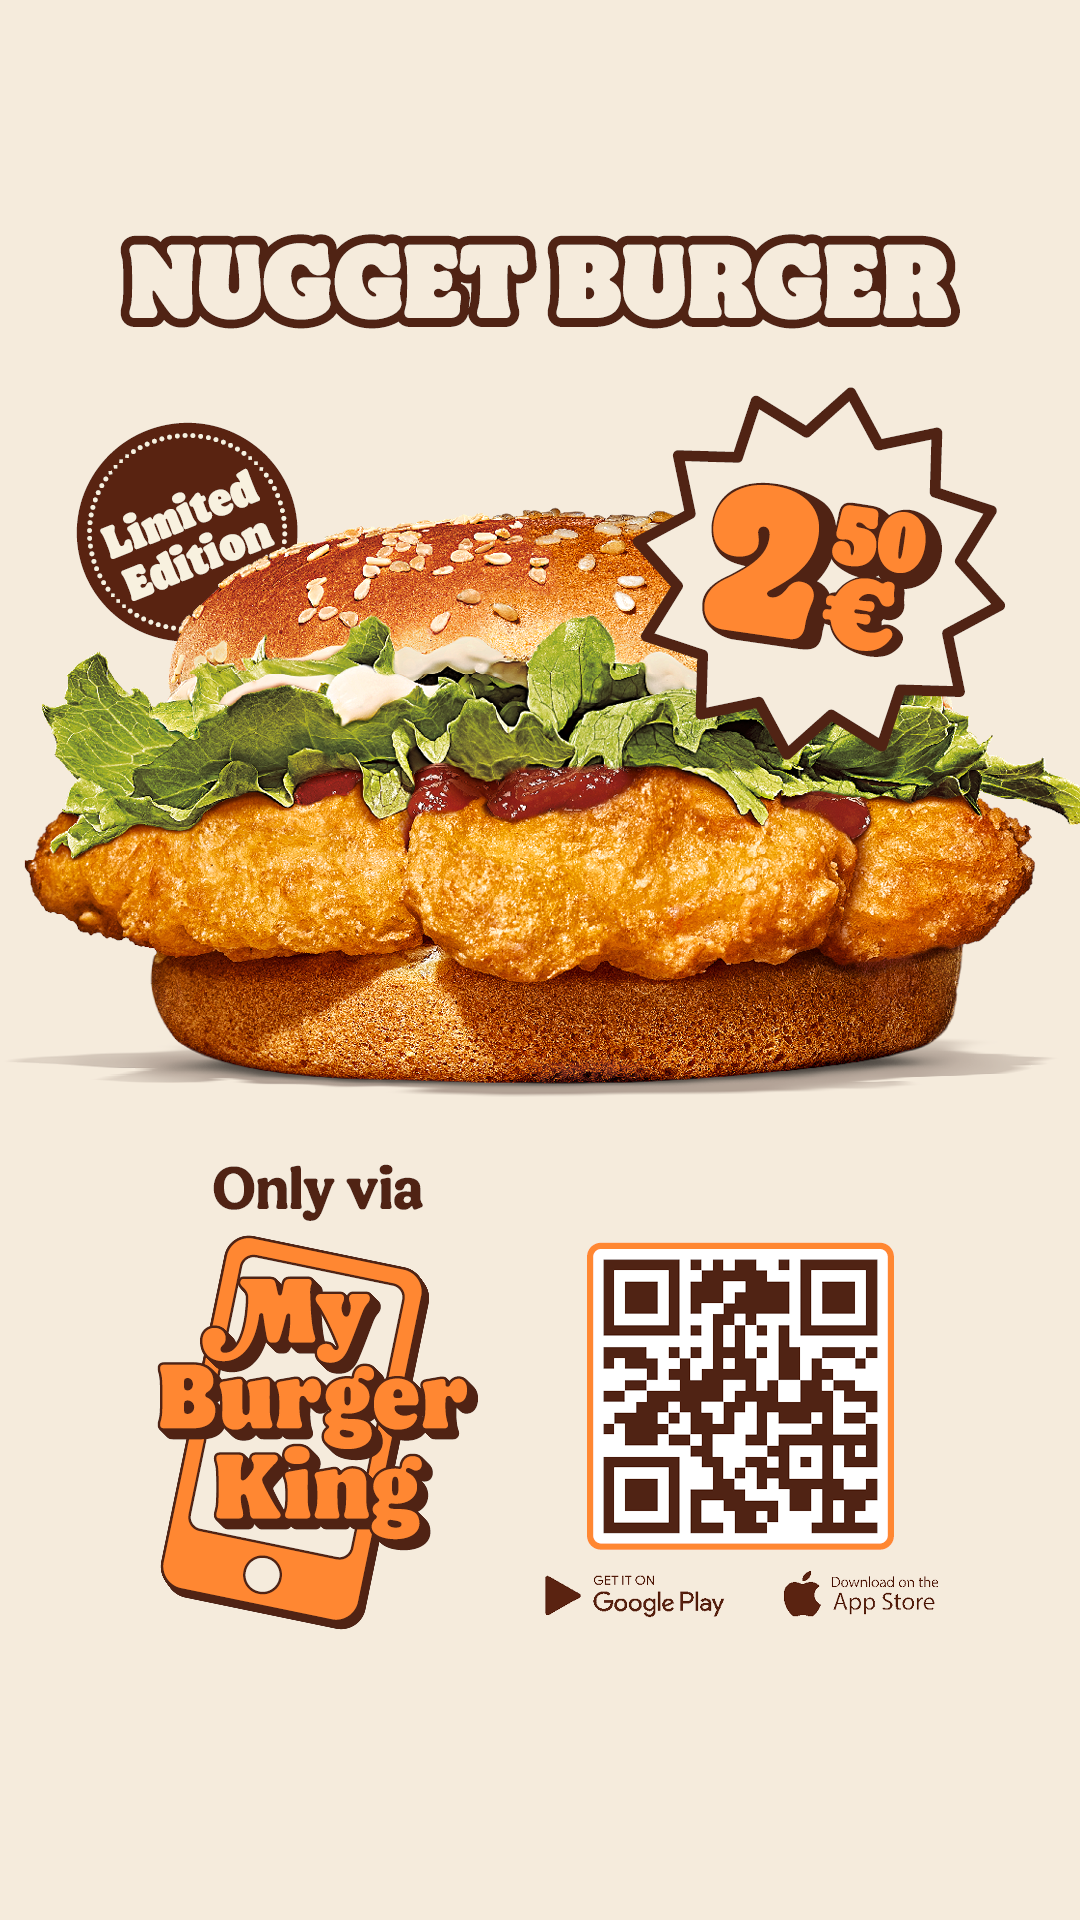 NUGGET BURGER
Limited
Edition
2 50
€
Only via
My
Burger
King
GET IT ON
Google Play
Download on the
App Store